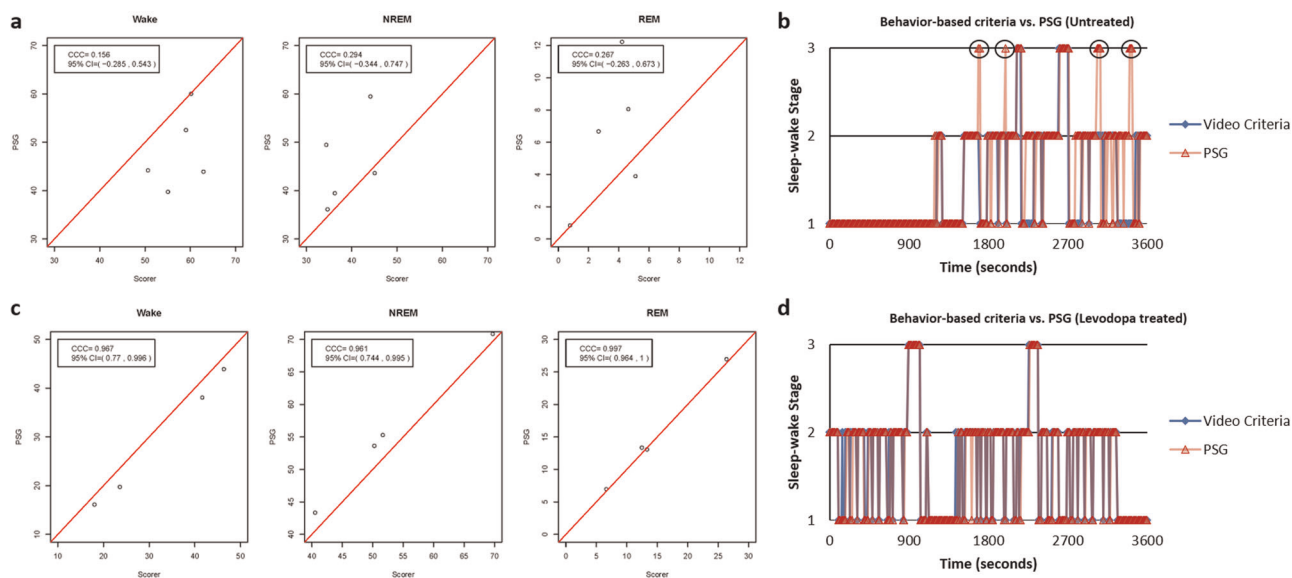 a
Wake
CCC= 0.156
95% CI=( −0.285 , 0.543 )
PSG
70
60
50
40
30
30 40 50 60 70
Scorer
NREM
CCC= 0.294
95% CI=( −0.344 , 0.747 )
PSG
70
60
50
40
30
30 40 50 60 70
Scorer
REM
CCC= 0.267
95% CI=( −0.263 , 0.673 )
PSG
12
10
8
6
4
2
0
0 2 4 6 8 10 12
Scorer
b
Behavior-based criteria vs. PSG (Untreated)
Sleep-wake Stage
3
2
1
0 900 1800 2700 3600
Time (seconds)
Video Criteria
PSG
c
Wake
CCC= 0.967
95% CI=( 0.77 , 0.996 )
PSG
50
40
30
20
10
10 20 30 40 50
Scorer
NREM
CCC= 0.961
95% CI=( 0.744 , 0.995 )
PSG
70
65
60
55
50
45
40
40 45 50 55 60 65 70
Scorer
REM
CCC= 0.997
95% CI=( 0.964 , 1 )
PSG
30
25
20
15
10
5
0
0 5 10 15 20 25 30
Scorer
d
Behavior-based criteria vs. PSG (Levodopa treated)
Sleep-wake Stage
3
2
1
0 900 1800 2700 3600
Time (seconds)
Video Criteria
PSG